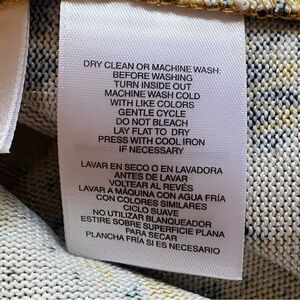 DRY CLEAN OR MACHINE WASH:
BEFORE WASHING
TURN INSIDE OUT
MACHINE WASH COLD
WITH LIKE COLORS
GENTLE CYCLE
DO NOT BLEACH
LAY FLAT TO DRY
PRESS WITH COOL IRON
IF NECESSARY
LAVAR EN SECO O EN LAVADORA
ANTES DE LAVAR
VOLTEAR AL REVÉS
LAVAR A MÁQUINA CON AGUA FRÍA
CON COLORES SIMILARES
CICLO SUAVE
NO UTILIZAR BLANQUEADOR
ESTIRE SOBRE SUPERFICIE PLANA
PARA SECAR
PLANCHA FRÍA SI ES NECESARIO